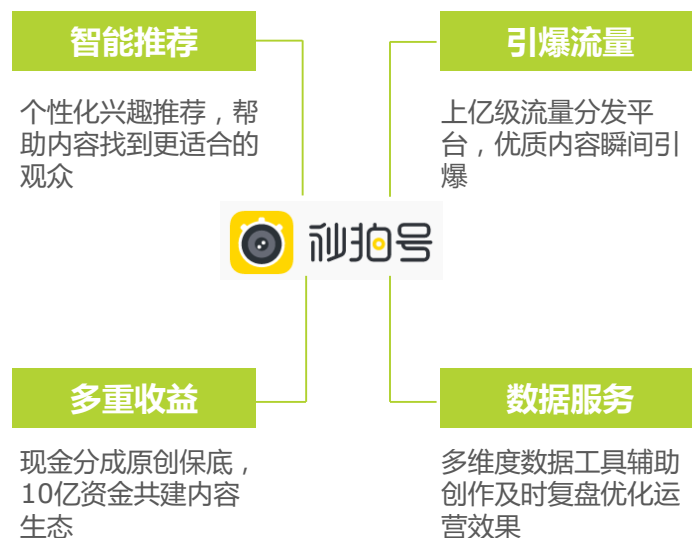 智能推荐
个性化兴趣推荐，帮
助内容找到更适合的
观众
引爆流量
上亿级流量分发平
台，优质内容瞬间引
爆
秒拍号
多重收益
现金分成原创保底，
10亿资金共建内容
生态
数据服务
多维度数据工具辅助
创作及时复盘优化运
营效果